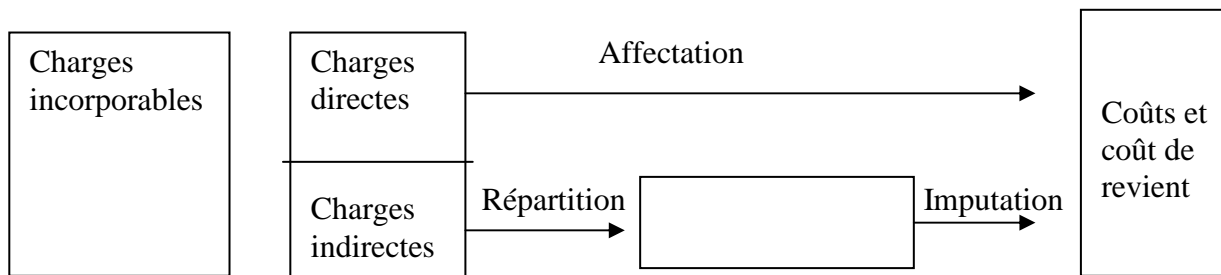 Charges
incorporables
Charges
directes
Affectation
Charges
indirectes
Répartition
Imputation
Coûts et
coût de
revient